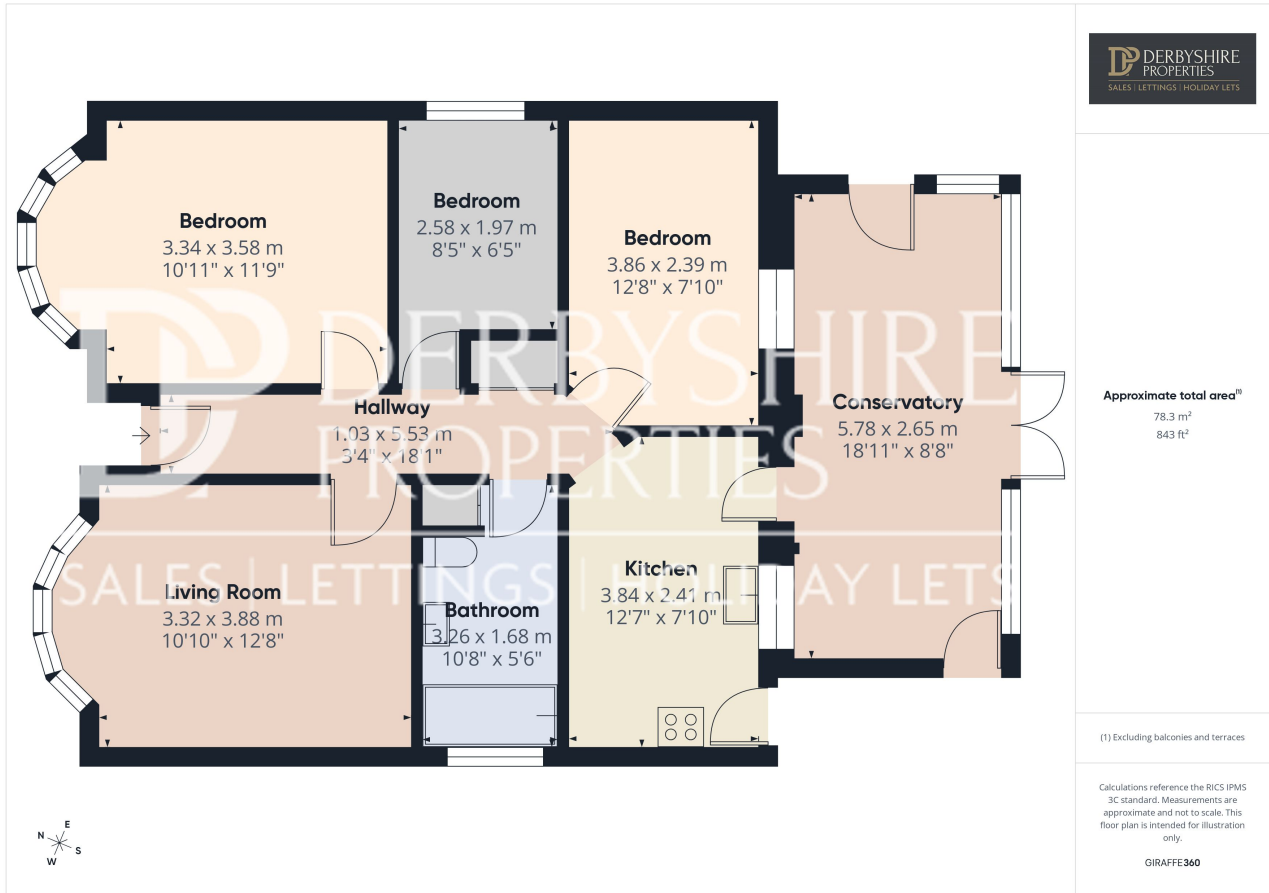 DP DERBYSHIRE
PROPERTIES
SALES | LETTINGS | HOLIDAY LETS
Bedroom
3.34 x 3.58 m
10'11" x 11'9"
Bedroom
2.58 x 1.97 m
8'5" x 6'5"
Bedroom
3.86 x 2.39 m
12'8" x 7'10"
Hallway
1.03 x 5.53 m
3'4" x 18'1"
Conservatory
5.78 x 2.65 m
18'11" x 8'8"
Living Room
3.32 x 3.88 m
10'10" x 12'8"
Bathroom
3.26 x 1.68 m
10'8" x 5'6"
Kitchen
3.84 x 2.41 m
12'7" x 7'10"
DP DERBYSHIRE
PROPERTIES
SALES | LETTINGS | HOLIDAY LETS
N
E
S
W
Approximate total area⁽¹⁾
78.3 m²
843 ft²
(1) Excluding balconies and terraces
Calculations reference the RICS IPMS
3C standard. Measurements are
approximate and not to scale. This
floor plan is intended for illustration
only.
GIRAFFE360